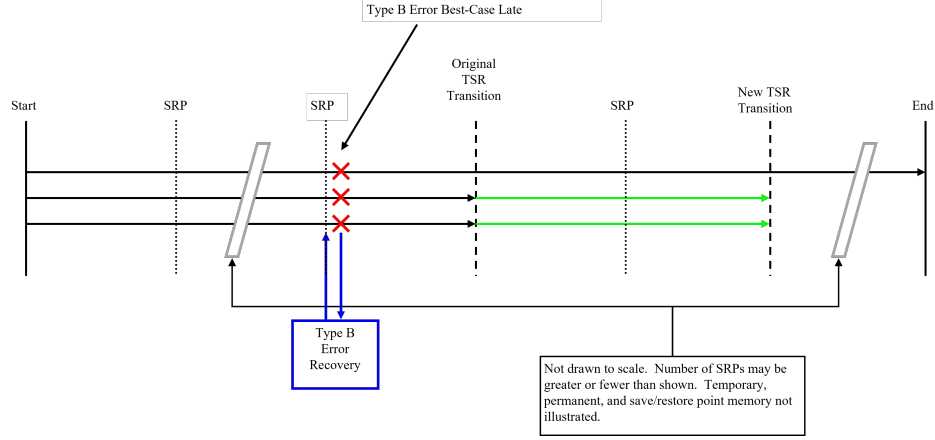 Type B Error Best-Case Late
Original
TSR
Transition
New TSR
Transition
Start
SRP
SRP
SRP
End
Type B
Error
Recovery
Not drawn to scale.  Number of SRPs may be
greater or fewer than shown.  Temporary,
permanent, and save/restore point memory not
illustrated.